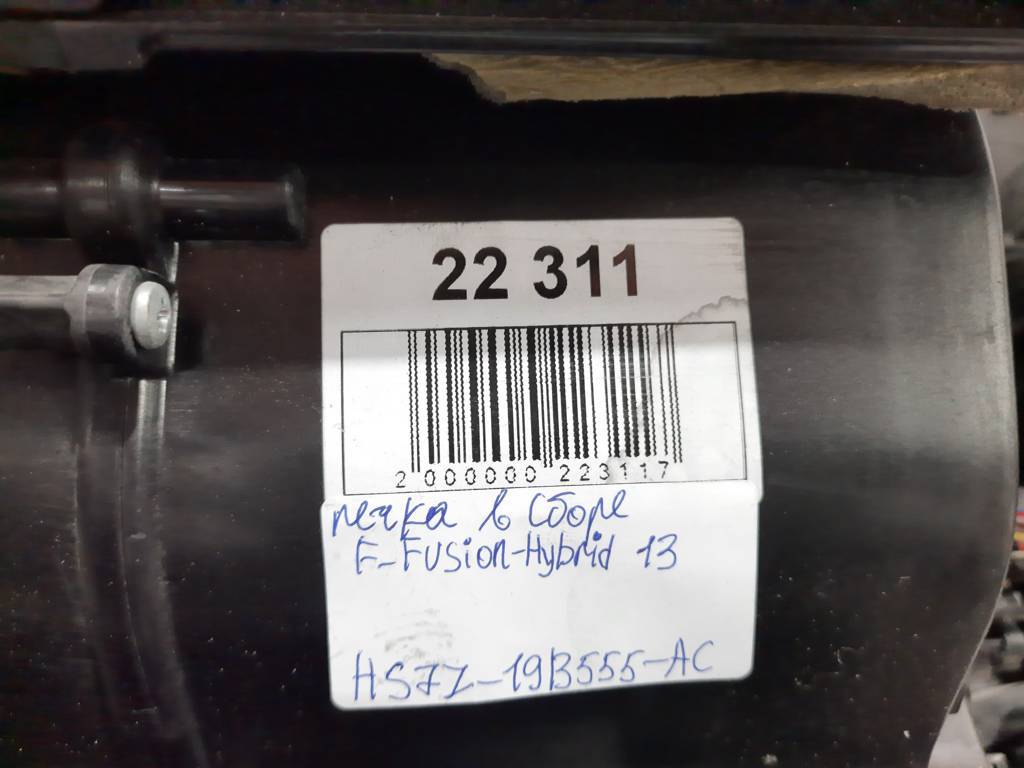 22 311
2 000000 223117
печка в сборе
F-Fusion-Hybrid 13
HS7Z-19B555-AC